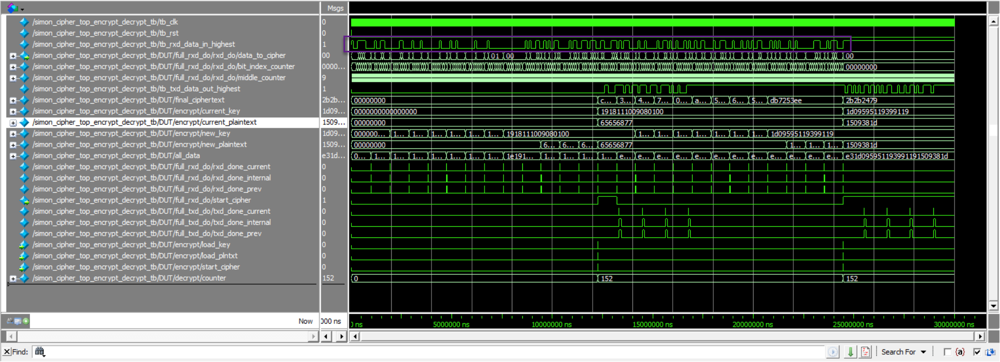 Msgs
/simon_cipher_top_encrypt_decrypt_tb/tb_clk 0
/simon_cipher_top_encrypt_decrypt_tb/tb_rst 0
/simon_cipher_top_encrypt_decrypt_tb/tb_rxd_data_in_highest 1
/simon_cipher_top_encrypt_decrypt_tb/DUT/full_rxd_do/rxd_do/data_to_cipher 00 01 00 00
/simon_cipher_top_encrypt_decrypt_tb/DUT/full_rxd_do/rxd_do/bit_index_counter 0000... 00000000
/simon_cipher_top_encrypt_decrypt_tb/DUT/full_rxd_do/rxd_do/middle_counter 9
/simon_cipher_top_encrypt_decrypt_tb/tb_txd_data_out_highest 1
/simon_cipher_top_encrypt_decrypt_tb/DUT/final_ciphertext 2b2b... 00000000 c... 3... 4... 7... 0... a... 5... 6... 5... db7253ee 2b2b2479
/simon_cipher_top_encrypt_decrypt_tb/DUT/encrypt/current_key 1d09... 0000000000000000 1918111009080100 1d09595119399119
/simon_cipher_top_encrypt_decrypt_tb/DUT/encrypt/current_plaintext 1509... 00000000 65656877 1509381d
/simon_cipher_top_encrypt_decrypt_tb/DUT/encrypt/new_key 1d09... 000000... 1... 1... 1... 1... 1... 1... 1918111009080100 1... 1... 1... 1... 1... 1... 1... 1d09595119399119
/simon_cipher_top_encrypt_decrypt_tb/DUT/encrypt/new_plaintext 1509... 00000000 6... 6... 6... 65656877 1... 1... 1... 1509381d
/simon_cipher_top_encrypt_decrypt_tb/DUT/all_data e31d... 0... 1... 1... 1... 1... 1... 1... 1... 1e191... 1... 1... 1... 1... e... e... e... e... e... e... e... e... e... e... e... e... e31d09595119399119​1509381d
/simon_cipher_top_encrypt_decrypt_tb/DUT/full_rxd_do/rxd_done_current 0
/simon_cipher_top_encrypt_decrypt_tb/DUT/full_rxd_do/rxd_done_internal 0
/simon_cipher_top_encrypt_decrypt_tb/DUT/full_rxd_do/rxd_done_prev 0
/simon_cipher_top_encrypt_decrypt_tb/DUT/full_rxd_do/start_cipher 1
/simon_cipher_top_encrypt_decrypt_tb/DUT/full_txd_do/txd_done_current 0
/simon_cipher_top_encrypt_decrypt_tb/DUT/full_txd_do/txd_done_internal 0
/simon_cipher_top_encrypt_decrypt_tb/DUT/full_txd_do/txd_done_prev 0
/simon_cipher_top_encrypt_decrypt_tb/DUT/encrypt/load_key 0
/simon_cipher_top_encrypt_decrypt_tb/DUT/encrypt/load_plntxt 0
/simon_cipher_top_encrypt_decrypt_tb/DUT/encrypt/start_cipher 0
/simon_cipher_top_encrypt_decrypt_tb/DUT/decrypt/counter 152 0 152 152
Now 000 ns
ns 5000000 ns 10000000 ns 15000000 ns 20000000 ns 25000000 ns 30000000 ns
Find: Search For {a}